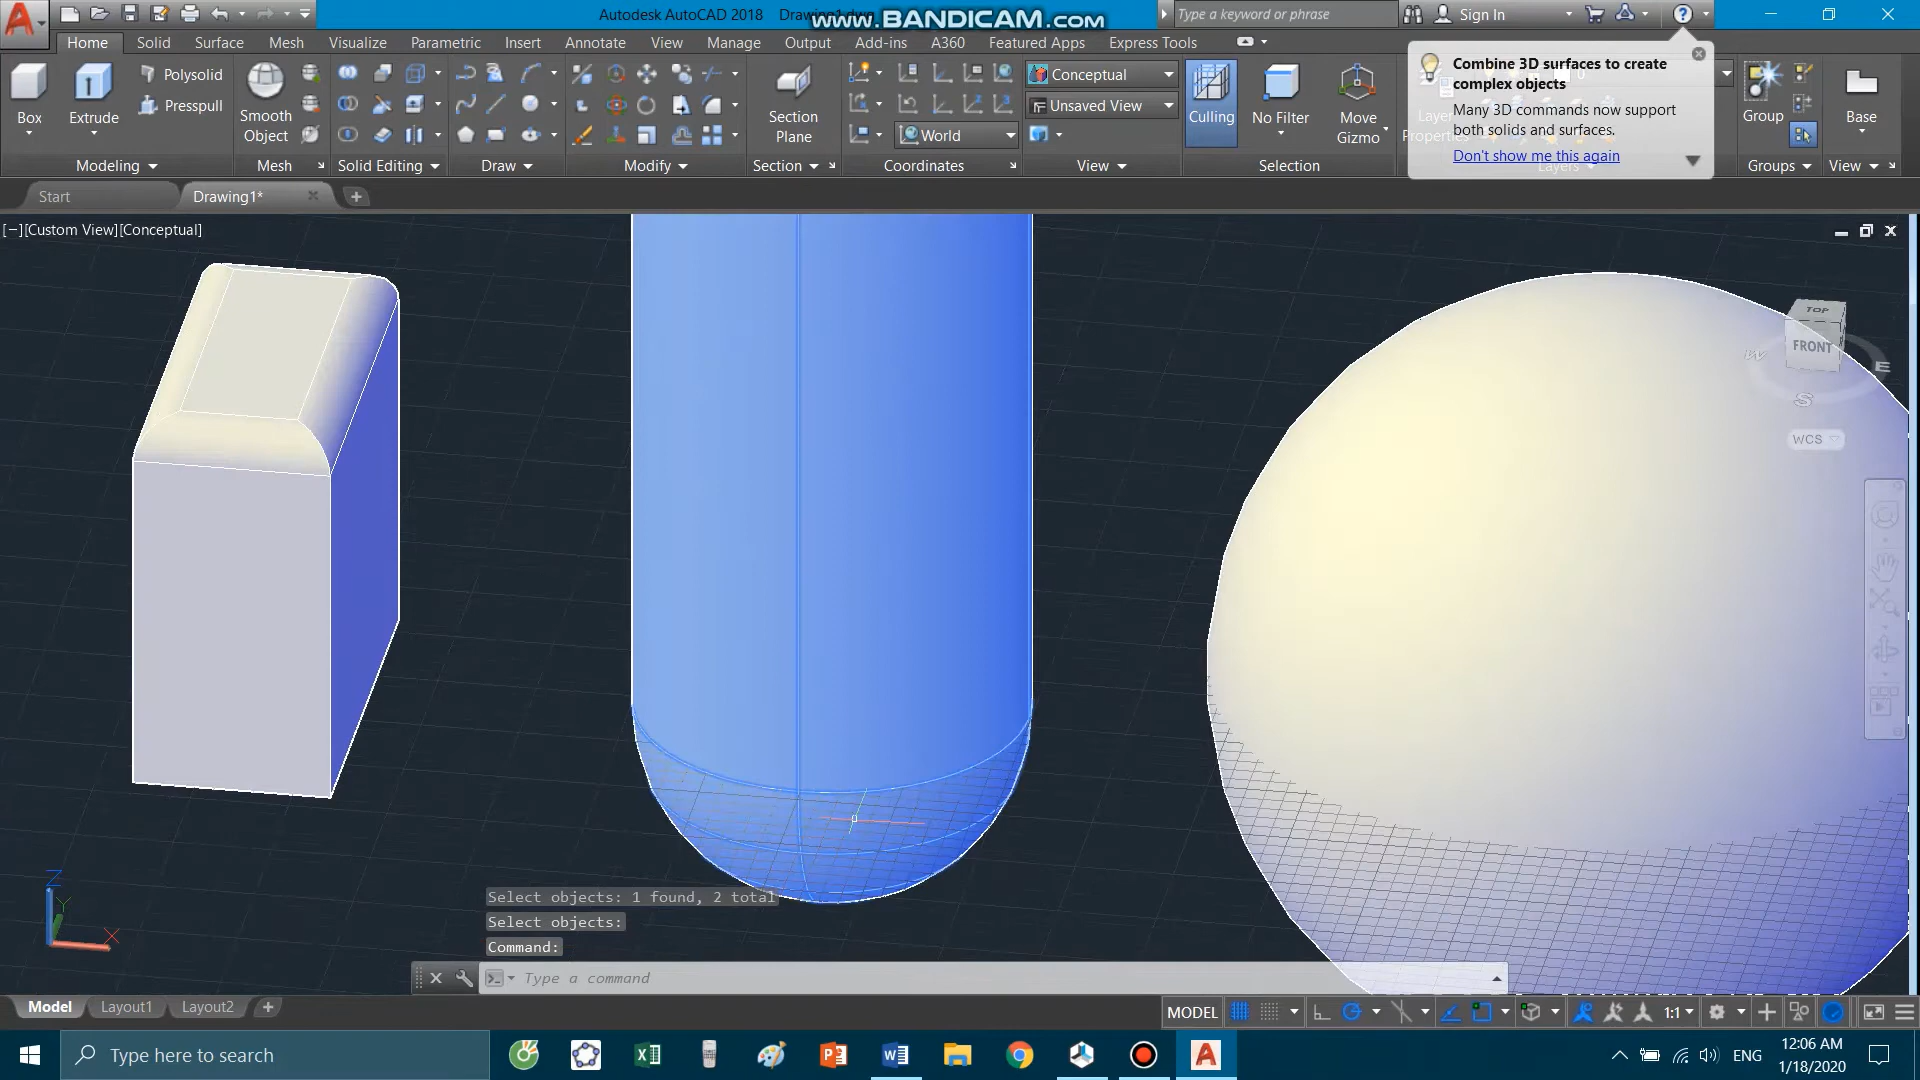 Autodesk AutoCAD 2018 Drawing1.dwg
www.BANDICAM.com
Type a keyword or phrase
Sign In
Home Solid Surface Mesh Visualize Parametric Insert Annotate View Manage Output Add-ins A360 Featured Apps Express Tools
Box
Extrude
Polysolid
Presspull
Smooth
Object
Section
Plane
Conceptual
Unsaved View
World
Culling
No Filter
Move
Gizmo
Layer
Properties
Group
Base
Combine 3D surfaces to create
complex objects
Many 3D commands now support
both solids and surfaces.
Don't show me this again
Modeling Mesh Solid Editing Draw Modify Section Coordinates View Selection Layers Groups View
Start Drawing1*
[−][Custom View][Conceptual]
TOP
FRONT
W
E
S
WCS
Z
Y
X
Select objects: 1 found, 2 total
Select objects:
Command:
Type a command
Model Layout1 Layout2
MODEL
1:1
Type here to search
ENG
12:06 AM
1/18/2020